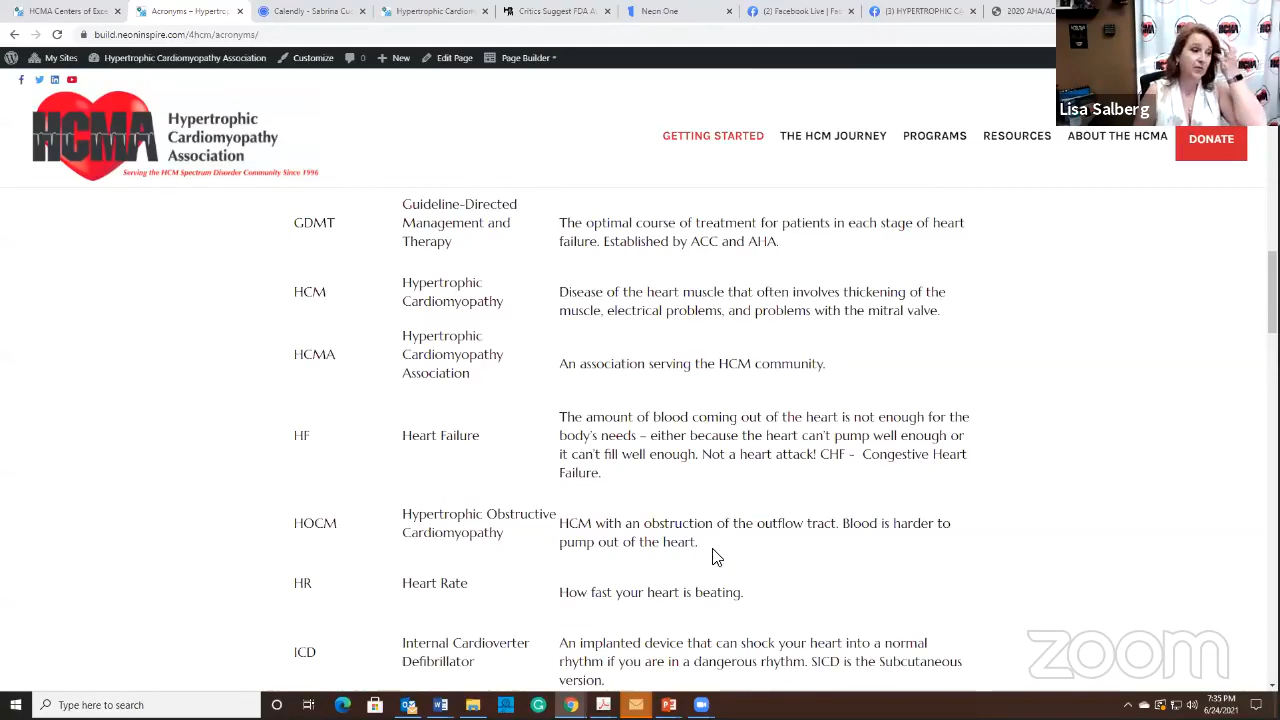 HCMA Centers of E
Acronyms – Hype
Calendly - Sabrina Cu
Hypertrophic Cardiom
Critics Suggest FDA A
Neon One
(2) Facebook | Fa
(3) HYPERTROPHIC CA
2020 AHA/AC
build.neoninspire.com/4hcm/acronyms/
My Sites
Hypertrophic Cardiomyopathy Association
Customize
0
New
Edit Page
Page Builder
Lisa Salberg
HCMA
Hypertrophic
Cardiomyopathy
Association
Serving the HCM Spectrum Disorder Community Since 1996
GETTING STARTED THE HCM JOURNEY PROGRAMS RESOURCES ABOUT THE HCMA DONATE
GDMT
Guideline-Directed
Management and
Therapy
The optimal course of treatment for patients in each stage of heart
failure. Established by ACC and AHA.
HCM
Hypertrophic
Cardiomyopathy
Disease of the heart muscle that often involves thickening of the
muscle, electrical problems, and problems with the mitral valve.
HCMA
Hypertrophic
Cardiomyopathy
Association
An association serving the HCM community.
HF
Heart Failure
The amount of blood coming out of the heart is not enough for the
body's needs – either because the heart can't pump well enough or
it can't fill well enough. Not a heart attack! CHF - Congestive Heart
Failure.
HOCM
Hypertrophic Obstructive
Cardiomyopathy
HCM with an obstruction of the outflow tract. Blood is harder to
pump out of the heart.
HR
Heart Rate
How fast your heart is beating.
ICD
Internal Cardioverter
Defibrillator
An implanted device that can shock your heart into a normal
rhythm if you are in a dangerous rhythm. SICD is the Subcutaneous
version.
zoom
Type here to search
7:35 PM
6/24/2021